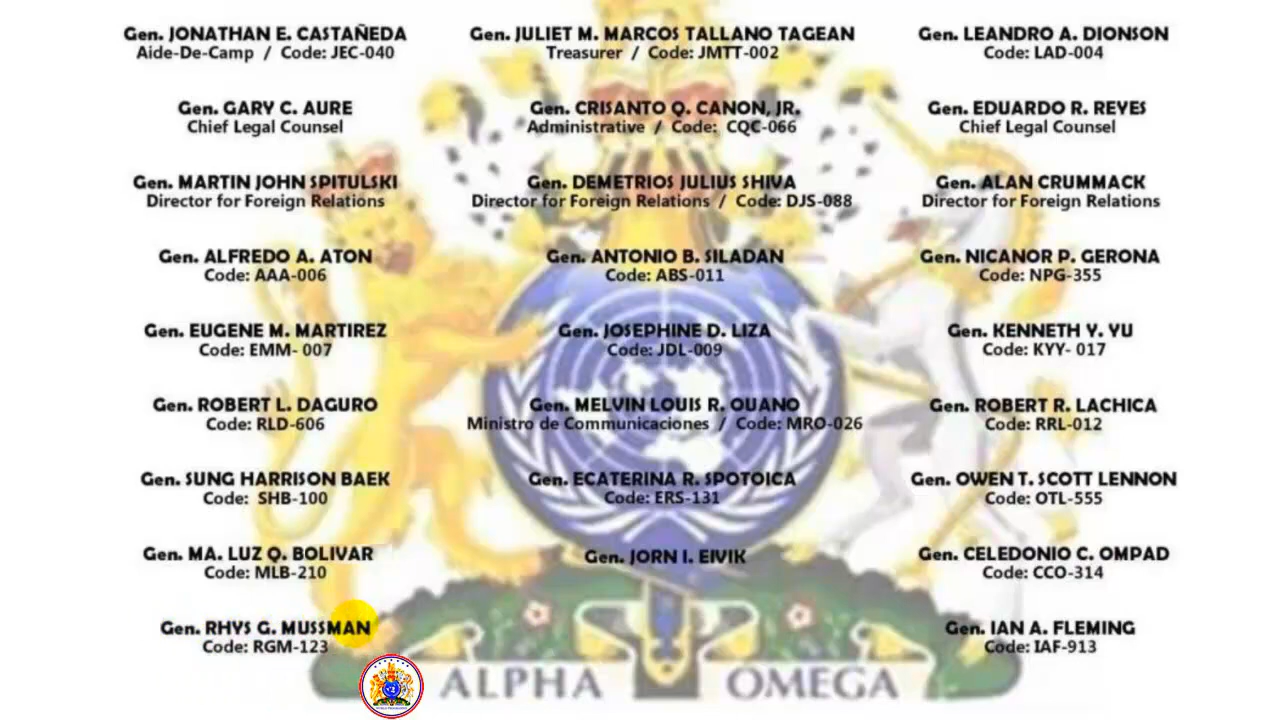 Gen. JONATHAN E. CASTAÑEDA
Aide-De-Camp / Code: JEC-040
Gen. JULIET M. MARCOS TALLANO TAGEAN
Treasurer / Code: JMTT-002
Gen. LEANDRO A. DIONSON
Code: LAD-004
Gen. GARY C. AURE
Chief Legal Counsel
Gen. CRISANTO Q. CANON, JR.
Administrative / Code: CQC-066
Gen. EDUARDO R. REYES
Chief Legal Counsel
Gen. MARTIN JOHN SPITULSKI
Director for Foreign Relations
Gen. DEMETRIOS JULIUS SHIVA
Director for Foreign Relations / Code: DJS-088
Gen. ALAN CRUMMACK
Director for Foreign Relations
Gen. ALFREDO A. ATON
Code: AAA-006
Gen. ANTONIO B. SILADAN
Code: ABS-011
Gen. NICANOR P. GERONA
Code: NPG-355
Gen. EUGENE M. MARTIREZ
Code: EMM- 007
Gen. JOSEPHINE D. LIZA
Code: JDL-009
Gen. KENNETH Y. YU
Code: KYY- 017
Gen. ROBERT L. DAGURO
Code: RLD-606
Gen. MELVIN LOUIS R. OUANO
Ministro de Communicaciones / Code: MRO-026
Gen. ROBERT R. LACHICA
Code: RRL-012
Gen. SUNG HARRISON BAEK
Code: SHB-100
Gen. ECATERINA R. SPOTOICA
Code: ERS-131
Gen. OWEN T. SCOTT LENNON
Code: OTL-555
Gen. MA. LUZ Q. BOLIVAR
Code: MLB-210
Gen. JORN I. EIVIK
Gen. CELEDONIO C. OMPAD
Code: CCO-314
Gen. RHYS G. MUSSMAN
Code: RGM-123
Gen. IAN A. FLEMING
Code: IAF-913
ALPHA OMEGA